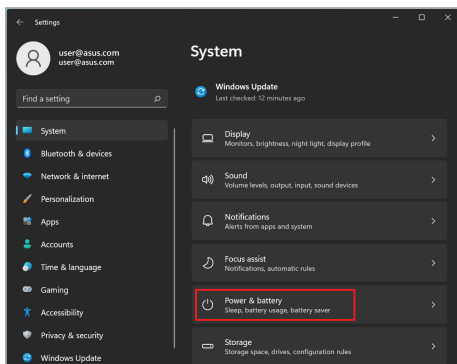 Settings
user@asus.com
user@asus.com
Find a setting
System
Bluetooth & devices
Network & internet
Personalization
Apps
Accounts
Time & language
Gaming
Accessibility
Privacy & security
Windows Update
System
Windows Update
Last checked: 12 minutes ago
Display
Monitors, brightness, night light, display profile
Sound
Volume levels, output, input, sound devices
Notifications
Alerts from apps and system
Focus assist
Notifications, automatic rules
Power & battery
Sleep, battery usage, battery saver
Storage
Storage space, drives, configuration rules